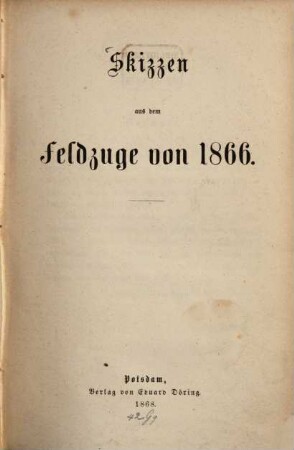 Skizzen
aus dem
Feldzuge von 1866.
Potsdam,
Verlag von Eduard Döring.
1868.